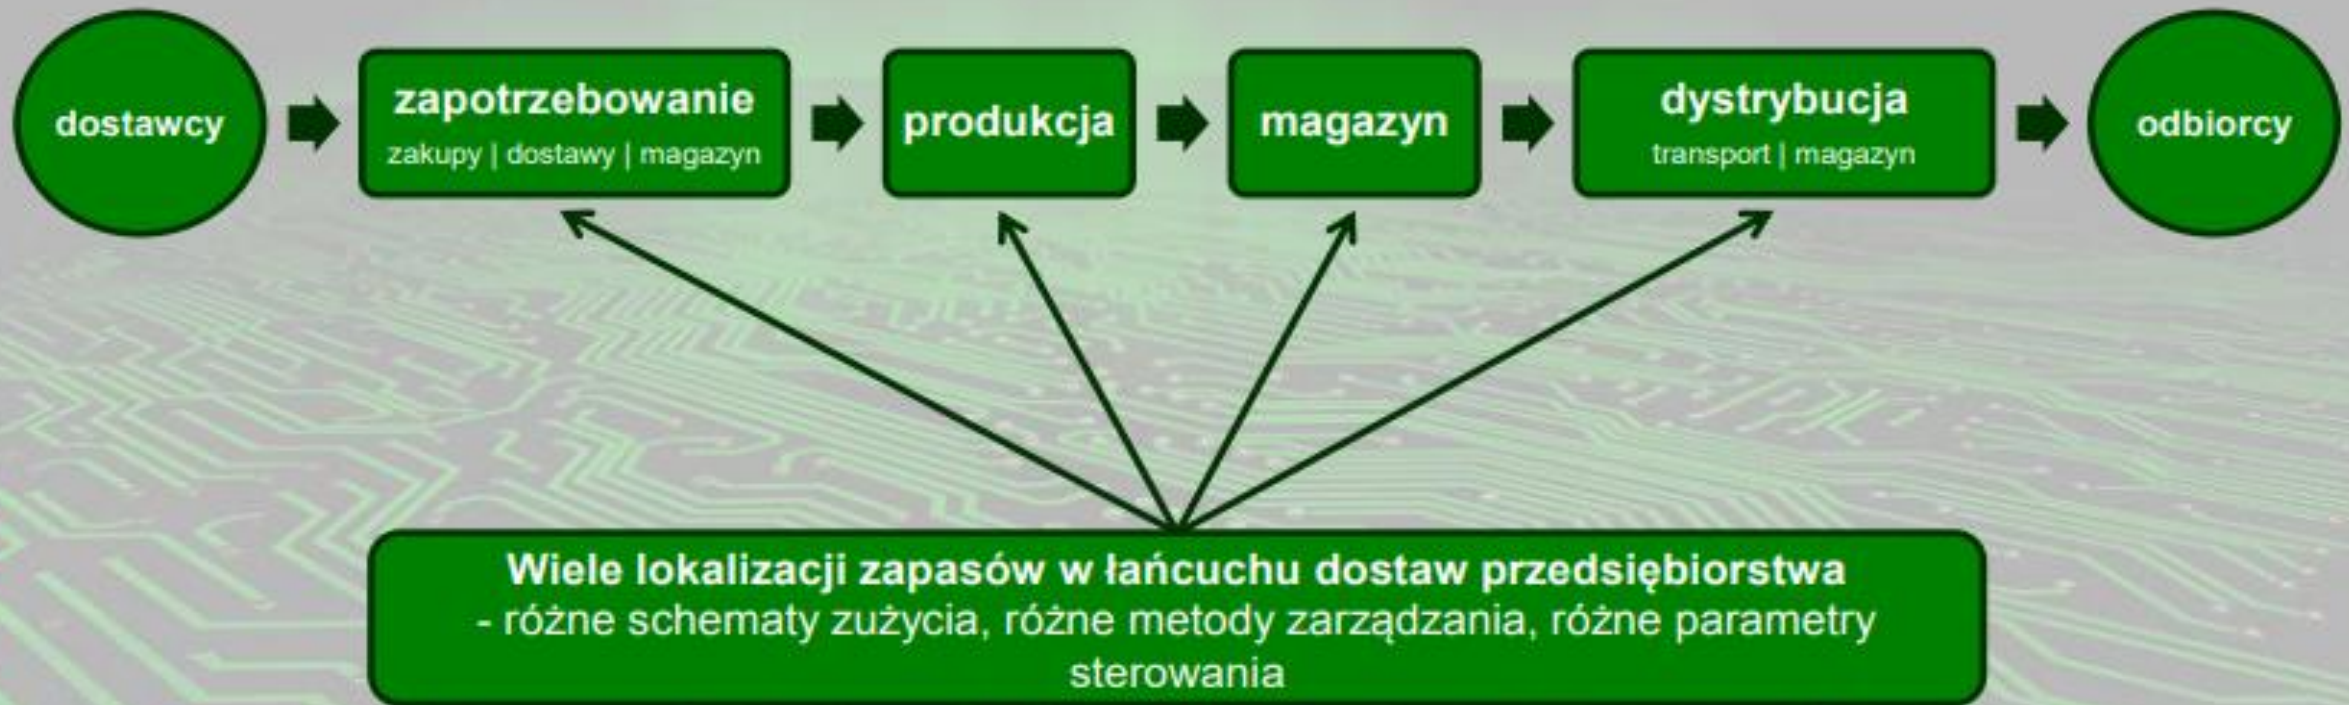 dostawcy
zapotrzebowanie
zakupy | dostawy | magazyn
produkcja
magazyn
dystrybucja
transport | magazyn
odbiorcy
Wiele lokalizacji zapasów w łańcuchu dostaw przedsiębiorstwa
- różne schematy zużycia, różne metody zarządzania, różne parametry
sterowania